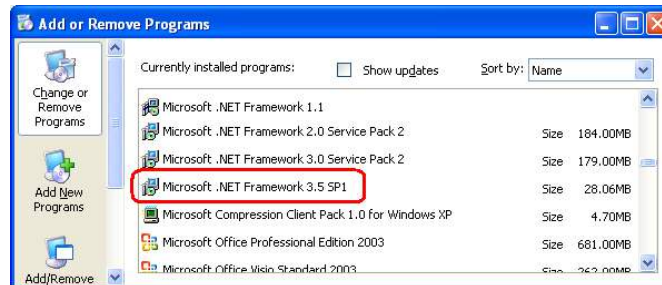 Add or Remove Programs
Change or
Remove
Programs
Add New
Programs
Add/Remove
Currently installed programs:
Show updates
Sort by: Name
Microsoft .NET Framework 1.1
Microsoft .NET Framework 2.0 Service Pack 2 Size 184.00MB
Microsoft .NET Framework 3.0 Service Pack 2 Size 179.00MB
Microsoft .NET Framework 3.5 SP1 Size 28.06MB
Microsoft Compression Client Pack 1.0 for Windows XP Size 4.70MB
Microsoft Office Professional Edition 2003 Size 681.00MB
Microsoft Office Visio Standard 2003 Size 262.00MB